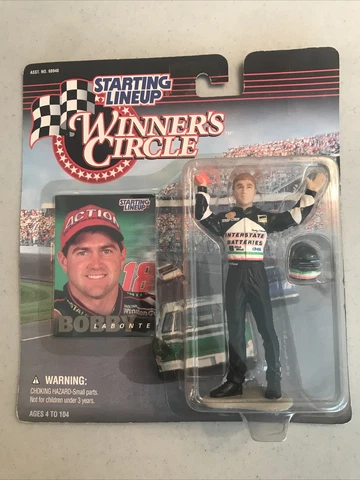 ASST. NO. 68940
STARTING
LINEUP
WINNER'S
CIRCLE
STARTING
LINEUP
ACTION
18
BOBBY
LABONTE
INTERSTATE
BATTERIES
WARNING:
CHOKING HAZARD-Small parts.
Not for children under 3 years.
AGES 4 TO 104